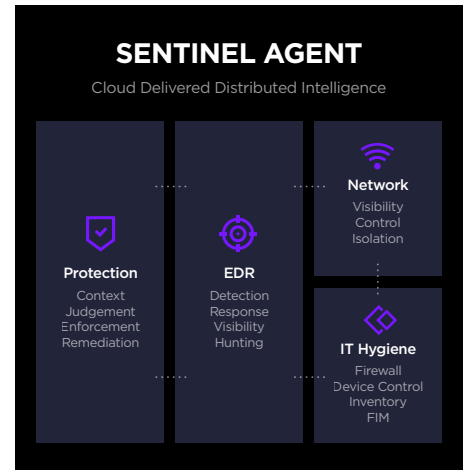 SENTINEL AGENT
Cloud Delivered Distributed Intelligence
Protection
Context
Judgement
Enforcement
Remediation
EDR
Detection
Response
Visibility
Hunting
Network
Visibility
Control
Isolation
IT Hygiene
Firewall
Device Control
Inventory
FIM